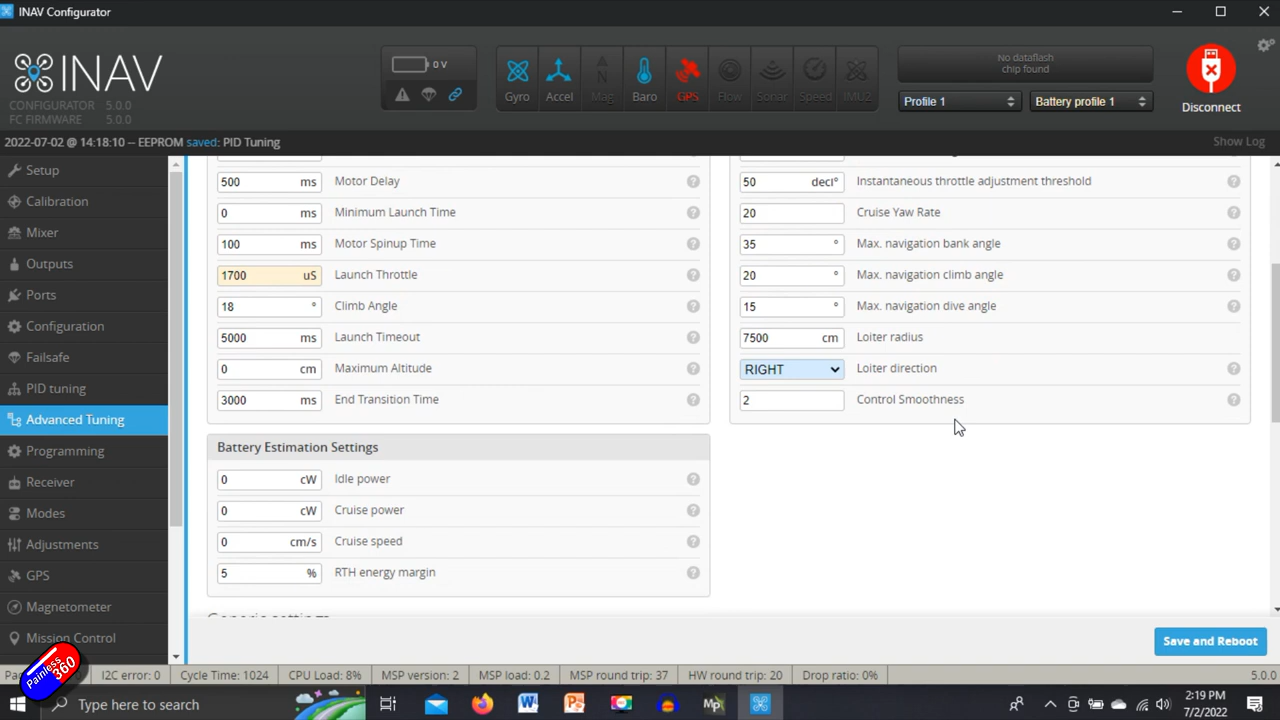 INAV Configurator
INAV
CONFIGURATOR 5.0.0
FC FIRMWARE 5.0.0
0 V
Gyro Accel Mag Baro GPS Flow Sonar Speed IMU2
No dataflash
chip found
Profile 1 Battery profile 1
Disconnect
2022-07-02 @ 14:18:10 -- EEPROM saved: PID Tuning
Show Log
Setup
Calibration
Mixer
Outputs
Ports
Configuration
Failsafe
PID tuning
Advanced Tuning
Programming
Receiver
Modes
Adjustments
GPS
Magnetometer
Mission Control
500 ms Motor Delay
0 ms Minimum Launch Time
100 ms Motor Spinup Time
1700 uS Launch Throttle
18 ° Climb Angle
5000 ms Launch Timeout
0 cm Maximum Altitude
3000 ms End Transition Time
Battery Estimation Settings
0 cW Idle power
0 cW Cruise power
0 cm/s Cruise speed
5 % RTH energy margin
Generic settings
50 deci° Instantaneous throttle adjustment threshold
20 Cruise Yaw Rate
35 ° Max. navigation bank angle
20 ° Max. navigation climb angle
15 ° Max. navigation dive angle
7500 cm Loiter radius
RIGHT Loiter direction
2 Control Smoothness
Save and Reboot
I2C error: 0 Cycle Time: 1024 CPU Load: 8% MSP version: 2 MSP load: 0.2 MSP round trip: 37 HW round trip: 20 Drop ratio: 0% 5.0.0
Painless360
Type here to search
2:19 PM
7/2/2022